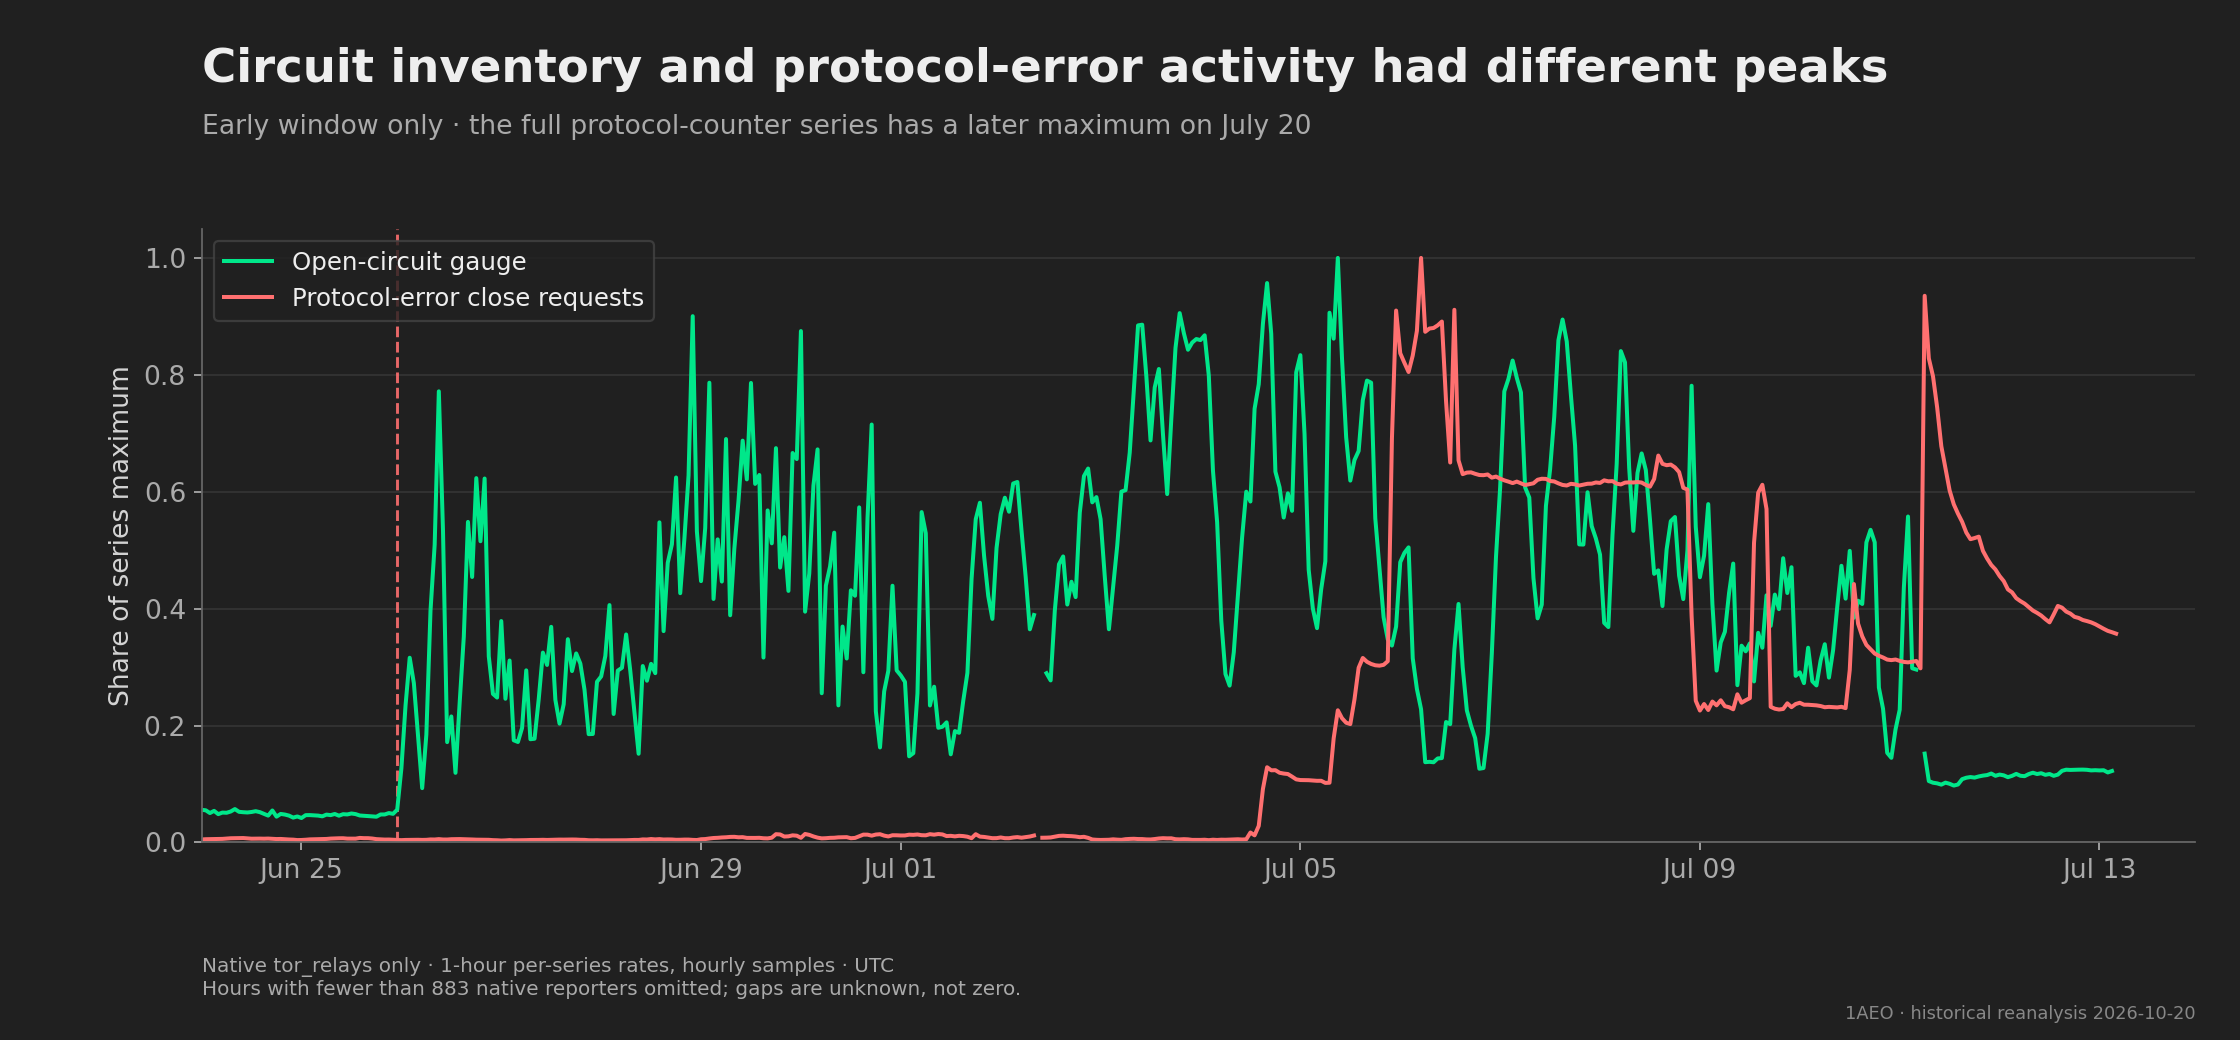 Circuit inventory and protocol-error activity had different peaks
Early window only · the full protocol-counter series has a later maximum on July 20
Open-circuit gauge
Protocol-error close requests
Share of series maximum
1.0
0.8
0.6
0.4
0.2
0.0
Jun 25
Jun 29
Jul 01
Jul 05
Jul 09
Jul 13
Native tor_relays only · 1-hour per-series rates, hourly samples · UTC
Hours with fewer than 883 native reporters omitted; gaps are unknown, not zero.
1AEO · historical reanalysis 2026-10-20